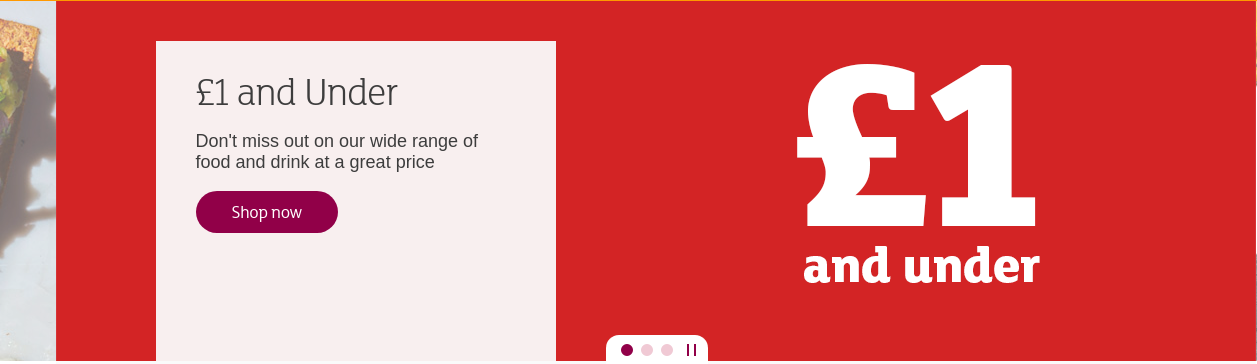 £1 and Under
Don't miss out on our wide range of
food and drink at a great price
Shop now
£1
and under